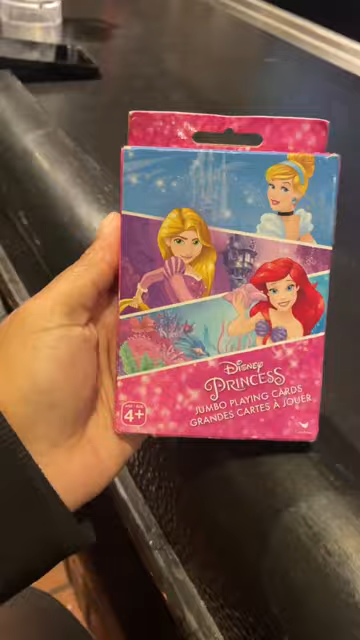 Disney
PRINCESS
JUMBO PLAYING CARDS
GRANDES CARTES À JOUER
4+